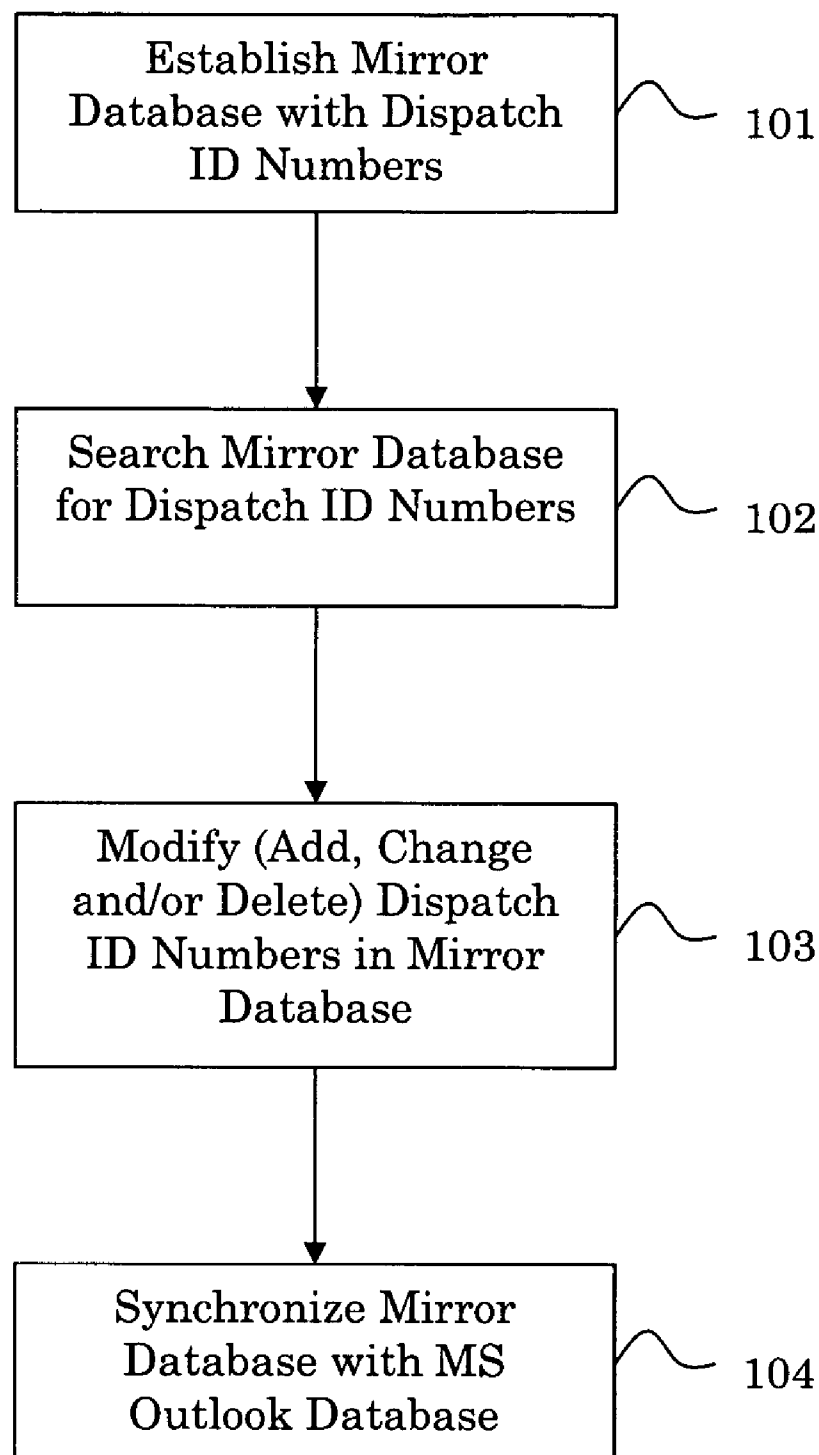 Establish Mirror
Database with Dispatch
ID Numbers
101
Search Mirror Database
for Dispatch ID Numbers
102
Modify (Add, Change
and/or Delete) Dispatch
ID Numbers in Mirror
Database
103
Synchronize Mirror
Database with MS
Outlook Database
104